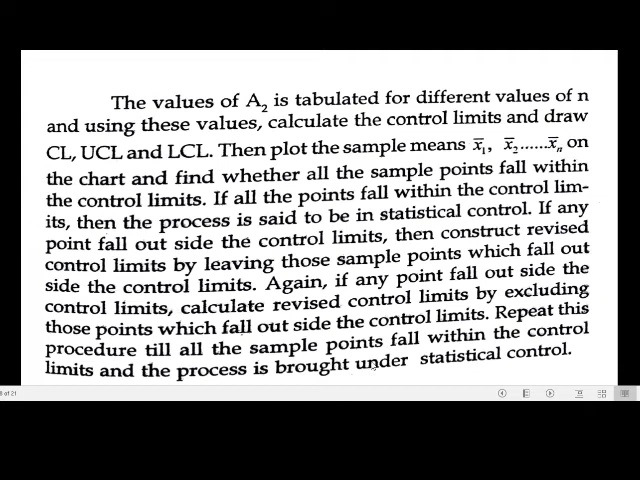 The values of A₂ is tabulated for different values of n
and using these values, calculate the control limits and draw
CL, UCL and LCL. Then plot the sample means x̄₁, x̄₂......x̄ₙ on
the chart and find whether all the sample points fall within
the control limits. If all the points fall within the control lim-
its, then the process is said to be in statistical control. If any
point fall out side the control limits, then construct revised
control limits by leaving those sample points which fall out
side the control limits. Again, if any point fall out side the
control limits, calculate revised control limits by excluding
those points which fall out side the control limits. Repeat this
procedure till all the sample points fall within the control
limits and the process is brought under statistical control.
of 21